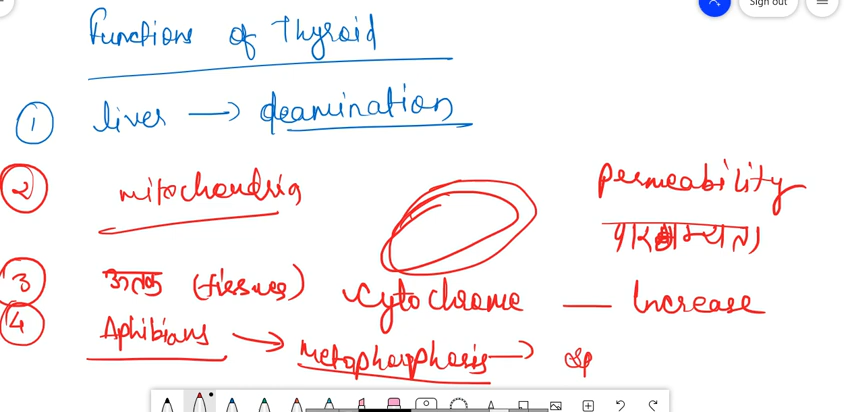 Sign out
Functions of Thyroid
① liver → deamination
② mitochondria
Permeability
पारगम्यता
③ ऊतक (tissues) Cytochrome — Increase
④ Aphibians → metaphorphosis →